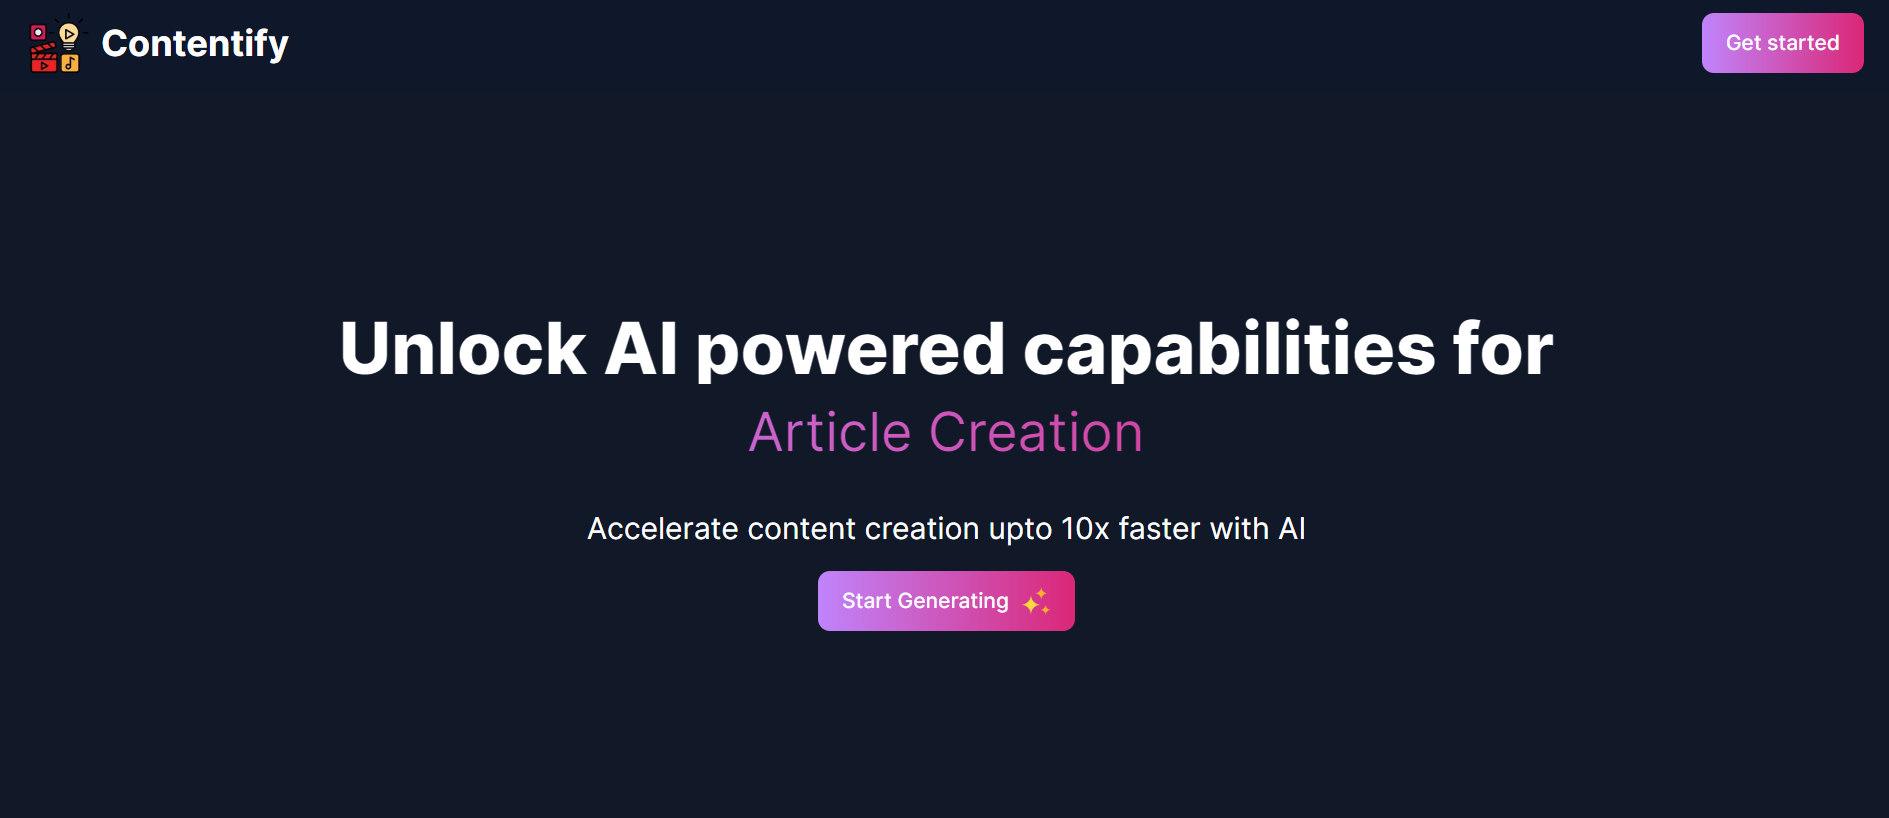 Contentify
Get started
Unlock AI powered capabilities for
Article Creation
Accelerate content creation upto 10x faster with AI
Start Generating